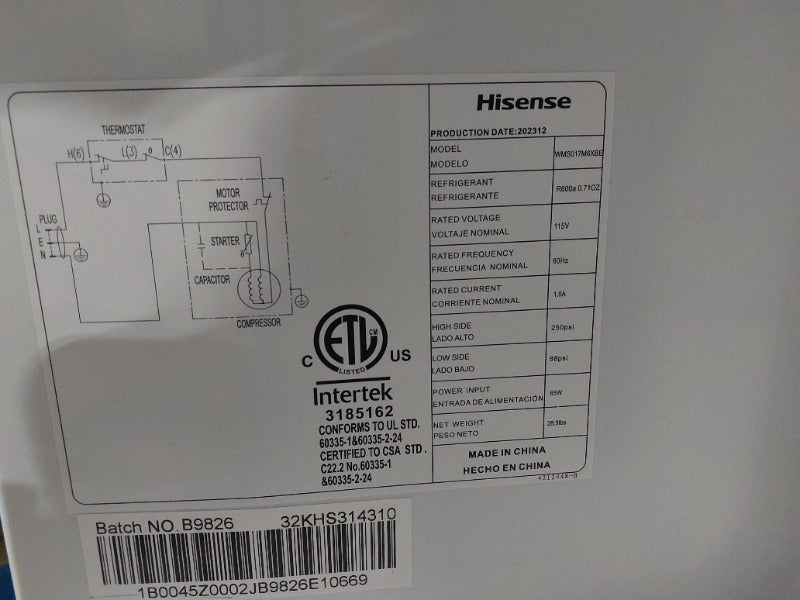 THERMOSTAT
H(6) L(3) θ C(4)
MOTOR
PROTECTOR
PLUG
L
E
N
STARTER
θ
CAPACITOR
COMPRESSOR
ETL CM
LISTED
C US
Intertek
3185162
CONFORMS TO UL STD.
60335-1&60335-2-24
CERTIFIED TO CSA STD.
C22.2 No.60335-1
&60335-2-24
Hisense
PRODUCTION DATE:202312
MODEL
MODELO
WMS017M6XBE
REFRIGERANT
REFRIGERANTE
R600a 0.71OZ
RATED VOLTAGE
VOLTAJE NOMINAL
115V
RATED FREQUENCY
FRECUENCIA NOMINAL
60Hz
RATED CURRENT
CORRIENTE NOMINAL
1.0A
HIGH SIDE
LADO ALTO
250psi
LOW SIDE
LADO BAJO
88psi
POWER INPUT
ENTRADA DE ALIMENTACIÓN
65W
NET WEIGHT
PESO NETO
MADE IN CHINA
HECHO EN CHINA
Batch NO.B9826 32KHS314310
1B0045Z0002JB9826E10669